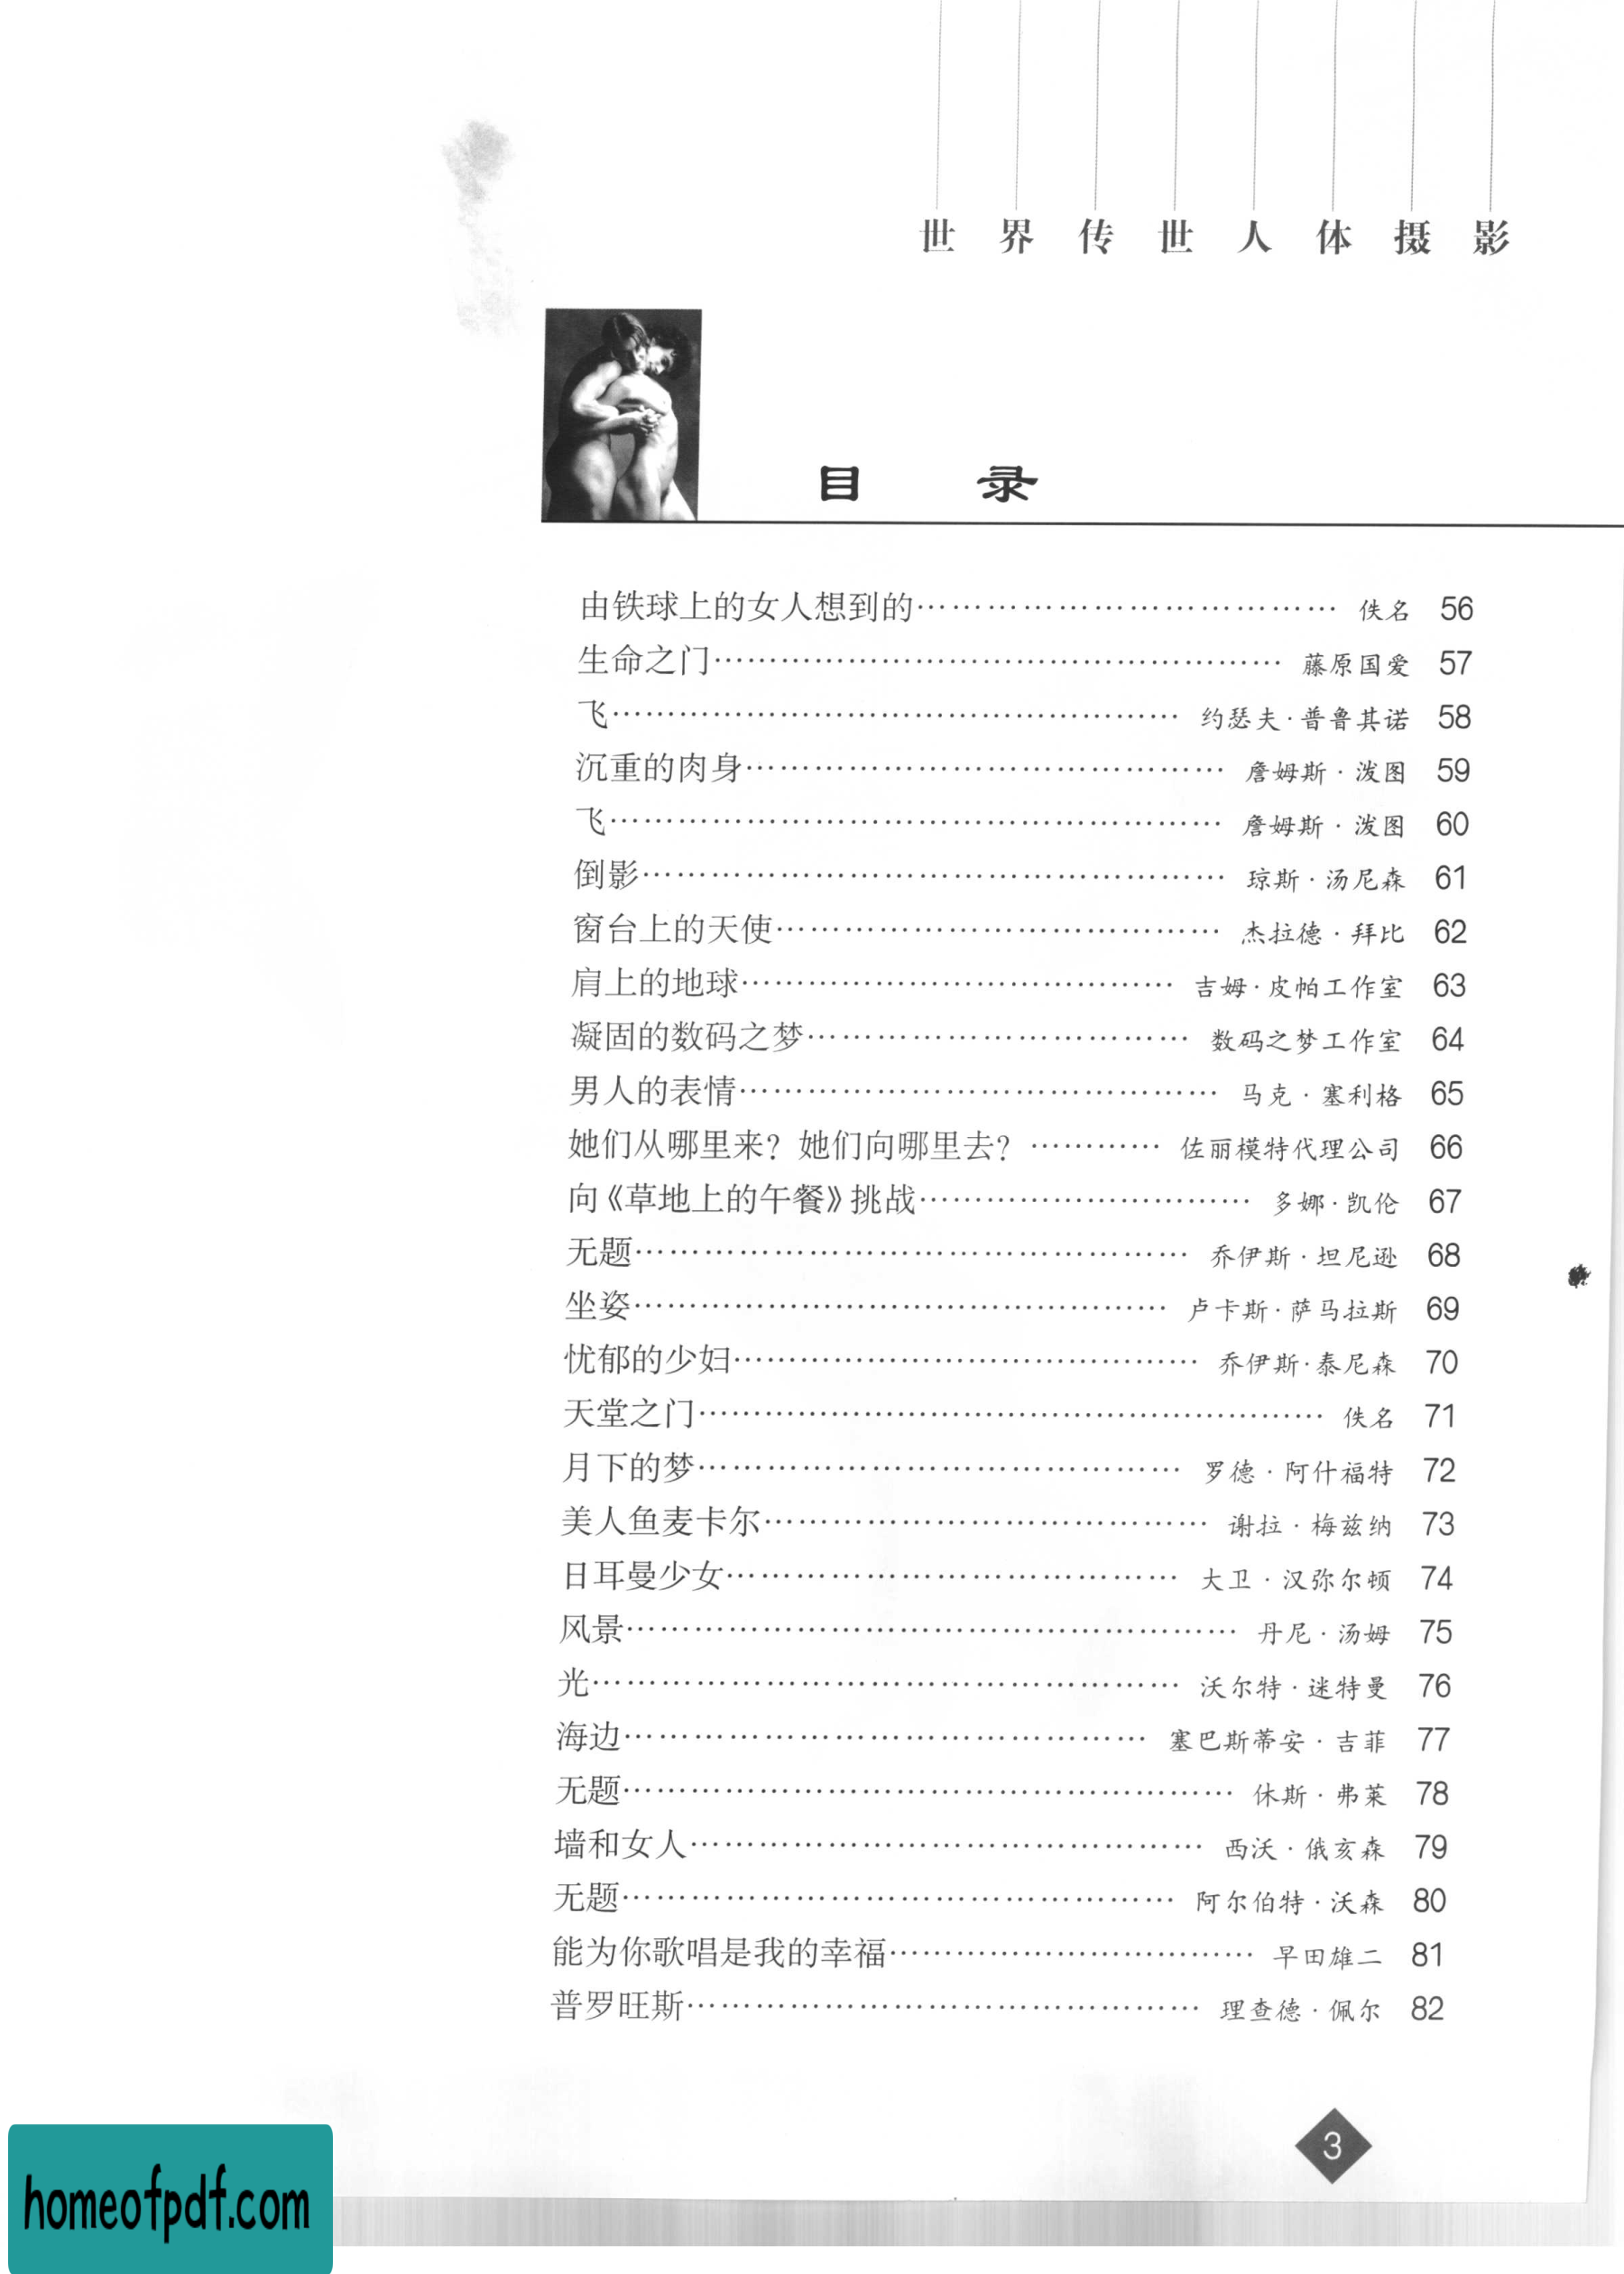 世界传世人体摄影
目录
由铁球上的女人想到的…………………………………… 佚名 56
生命之门…………………………………………………… 藤原国爱 57
飞…………………………………………………… 约瑟夫·普鲁其诺 58
沉重的肉身………………………………………… 詹姆斯·泼图 59
飞………………………………………………………… 詹姆斯·泼图 60
倒影…………………………………………………… 琼斯·汤尼森 61
窗台上的天使……………………………………… 杰拉德·拜比 62
肩上的地球…………………………………… 吉姆·皮帕工作室 63
凝固的数码之梦……………………………… 数码之梦工作室 64
男人的表情………………………………………… 马克·塞利格 65
她们从哪里来？她们向哪里去？………… 佐丽模特代理公司 66
向《草地上的午餐》挑战…………………………… 多娜·凯伦 67
无题………………………………………………… 乔伊斯·坦尼逊 68
坐姿……………………………………………… 卢卡斯·萨马拉斯 69
忧郁的少妇……………………………………… 乔伊斯·泰尼森 70
天堂之门………………………………………………………… 佚名 71
月下的梦………………………………………… 罗德·阿什福特 72
美人鱼麦卡尔……………………………………… 谢拉·梅兹纳 73
日耳曼少女……………………………………… 大卫·汉弥尔顿 74
风景……………………………………………………… 丹尼·汤姆 75
光…………………………………………………… 沃尔特·迷特曼 76
海边……………………………………………… 塞巴斯蒂安·吉菲 77
无题……………………………………………………… 休斯·弗莱 78
墙和女人…………………………………………… 西沃·俄亥森 79
无题………………………………………………… 阿尔伯特·沃森 80
能为你歌唱是我的幸福……………………………… 早田雄二 81
普罗旺斯…………………………………………… 理查德·佩尔 82
3
homeofpdf.com